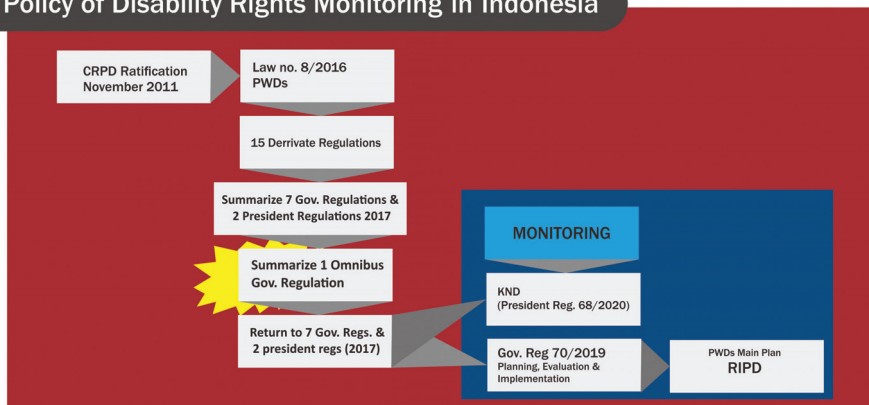 Policy of Disability Rights Monitoring in Indonesia
CRPD Ratification
November 2011
Law no. 8/2016
PWDs
15 Derrivate Regulations
Summarize 7 Gov. Regulations &
2 President Regulations 2017
Summarize 1 Omnibus
Gov. Regulation
Return to 7 Gov. Regs. &
2 president regs (2017)
MONITORING
KND
(President Reg. 68/2020)
Gov. Reg 70/2019
Planning, Evaluation &
Implementation
PWDs Main Plan
RIPD